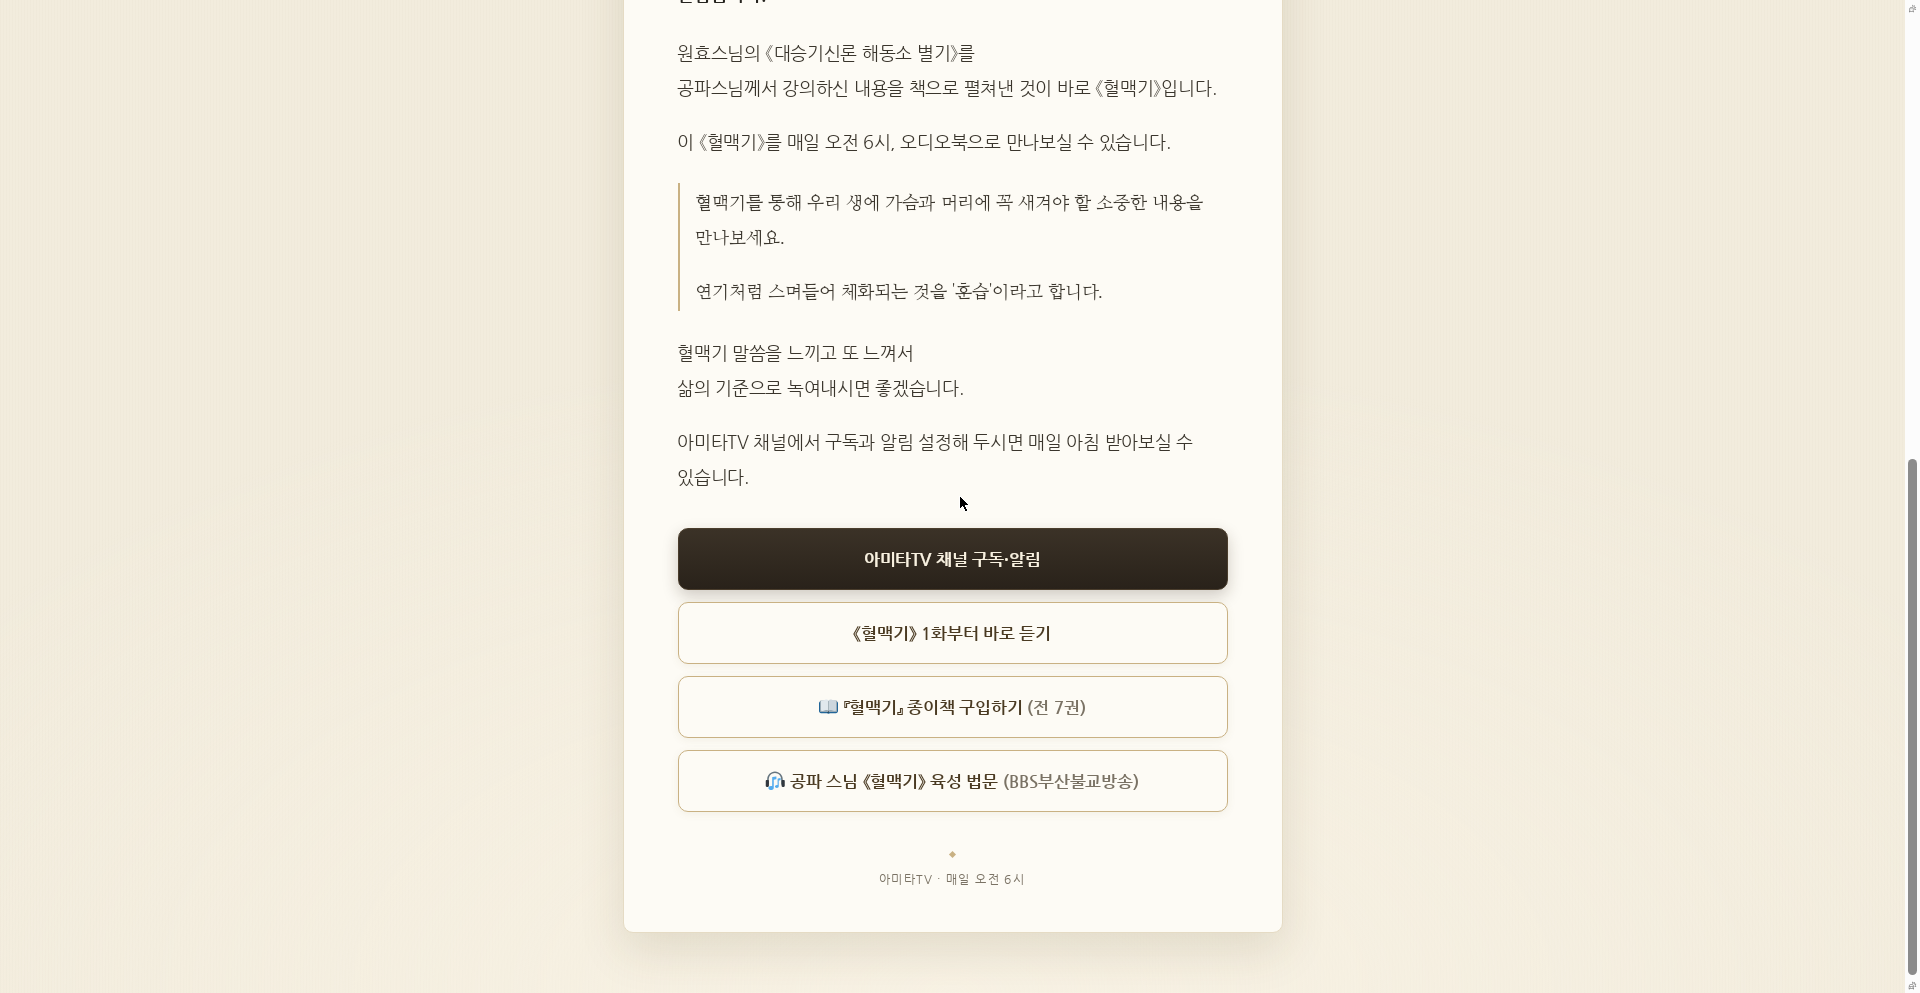 원효스님의 《대승기신론 해동소 별기》를
공파스님께서 강의하신 내용을 책으로 펼쳐낸 것이 바로 《혈맥기》입니다.
이 《혈맥기》를 매일 오전 6시, 오디오북으로 만나보실 수 있습니다.
혈맥기를 통해 우리 생에 가슴과 머리에 꼭 새겨야 할 소중한 내용을
만나보세요.
연기처럼 스며들어 체화되는 것을 '훈습'이라고 합니다.
혈맥기 말씀을 느끼고 또 느껴서
삶의 기준으로 녹여내시면 좋겠습니다.
아미타TV 채널에서 구독과 알림 설정해 두시면 매일 아침 받아보실 수
있습니다.
아미타TV 채널 구독·알림
《혈맥기》 1화부터 바로 듣기
『혈맥기』 종이책 구입하기 (전 7권)
공파 스님 《혈맥기》 육성 법문 (BBS부산불교방송)
아미타TV · 매일 오전 6시